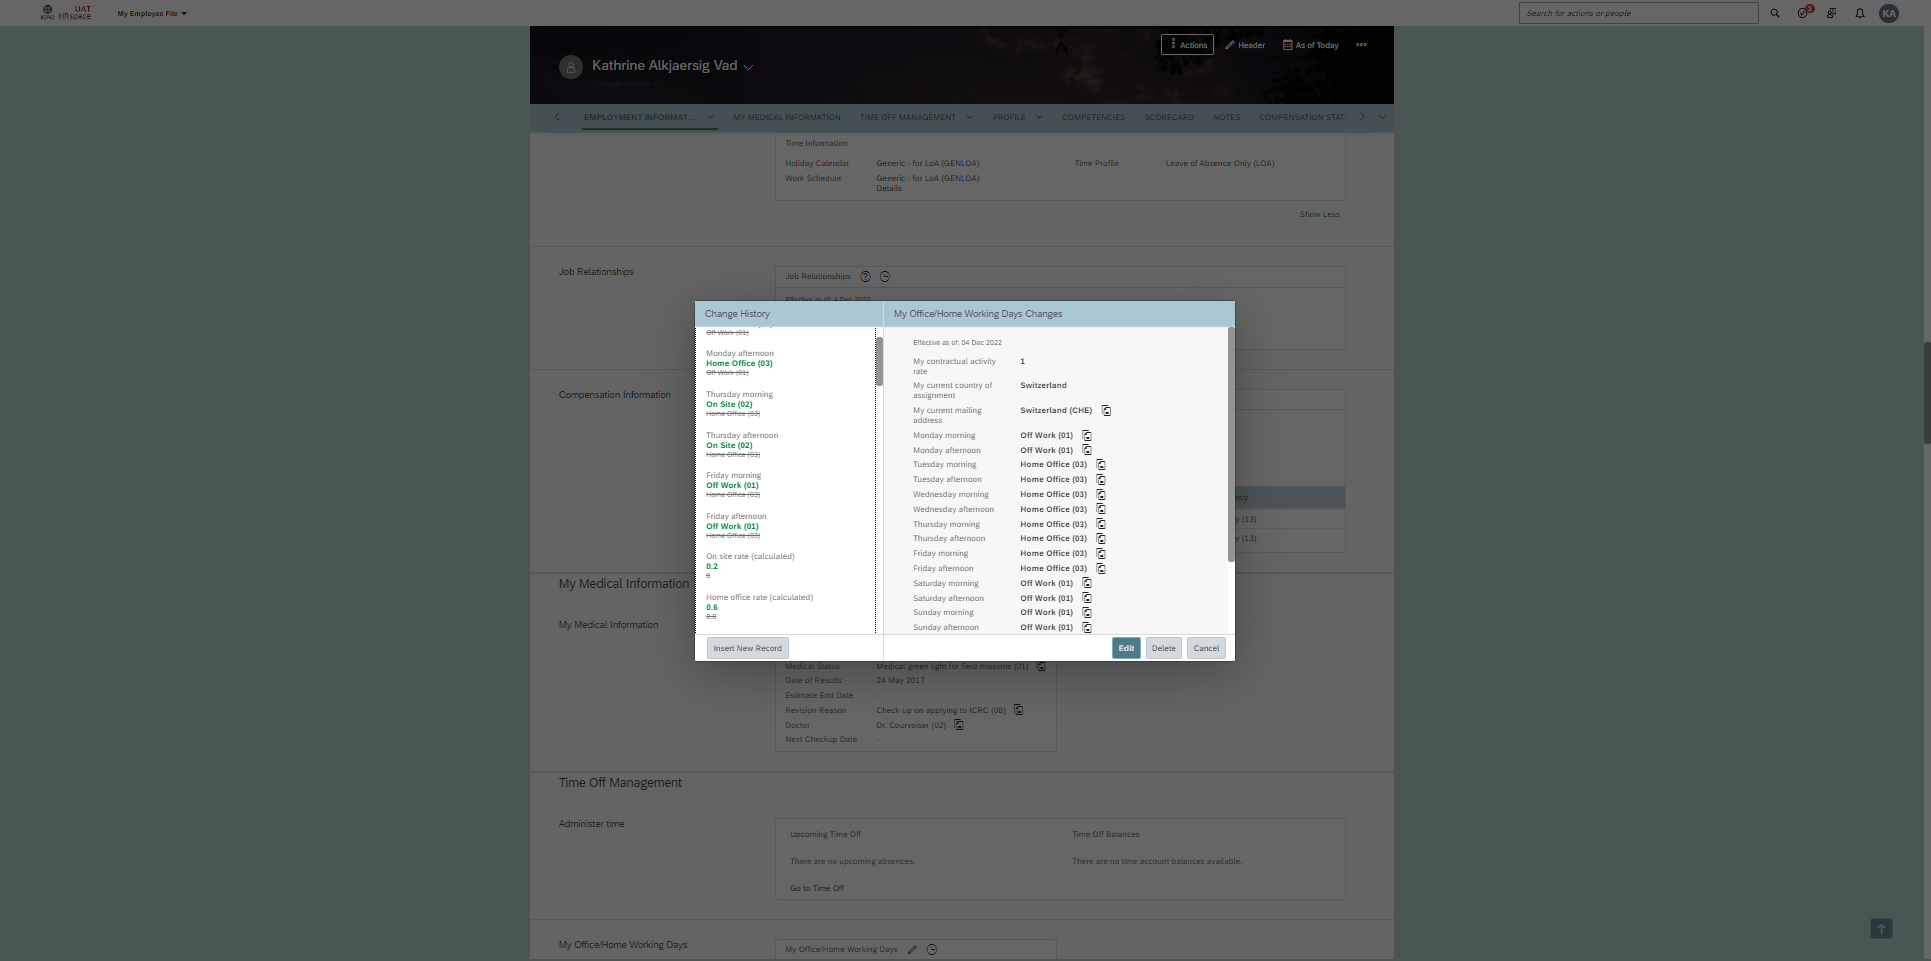 ICRC
UAT
HRspace
My Employee File
Search for actions or people
1
KA
Actions
Header
As of Today
Kathrine Alkjaersig Vad
EMPLOYMENT INFORMAT...
MY MEDICAL INFORMATION
TIME OFF MANAGEMENT
PROFILE
COMPETENCIES
SCORECARD
NOTES
COMPENSATION STAT
Time Information
Holiday Calendar
Generic - for LoA (GENLOA)
Time Profile
Leave of Absence Only (LOA)
Work Schedule
Generic - for LoA (GENLOA)
Details
Show Less
Job Relationships
Job Relationships
Effective as of: 4 Dec 2022
Compensation Information
ncy
y (13)
y (13)
Change History
Off Work (01)
Monday afternoon
Home Office (03)
Off Work (01)
Thursday morning
On Site (02)
Home Office (03)
Thursday afternoon
On Site (02)
Home Office (03)
Friday morning
Off Work (01)
Home Office (03)
Friday afternoon
Off Work (01)
Home Office (03)
On site rate (calculated)
0.2
0
Home office rate (calculated)
0.6
0.8
Insert New Record
My Office/Home Working Days Changes
Effective as of: 04 Dec 2022
My contractual activity rate
1
My current country of assignment
Switzerland
My current mailing address
Switzerland (CHE)
Monday morning
Off Work (01)
Monday afternoon
Off Work (01)
Tuesday morning
Home Office (03)
Tuesday afternoon
Home Office (03)
Wednesday morning
Home Office (03)
Wednesday afternoon
Home Office (03)
Thursday morning
Home Office (03)
Thursday afternoon
Home Office (03)
Friday morning
Home Office (03)
Friday afternoon
Home Office (03)
Saturday morning
Off Work (01)
Saturday afternoon
Off Work (01)
Sunday morning
Off Work (01)
Sunday afternoon
Off Work (01)
Edit
Delete
Cancel
My Medical Information
My Medical Information
Medical Status
Medical green light for field missions (01)
Date of Results
24 May 2017
Estimate End Date
-
Revision Reason
Check-up on applying to ICRC (08)
Doctor
Dr. Courvoiser (02)
Next Checkup Date
-
Time Off Management
Administer time
Upcoming Time Off
Time Off Balances
There are no upcoming absences.
There are no time account balances available.
Go to Time Off
My Office/Home Working Days
My Office/Home Working Days